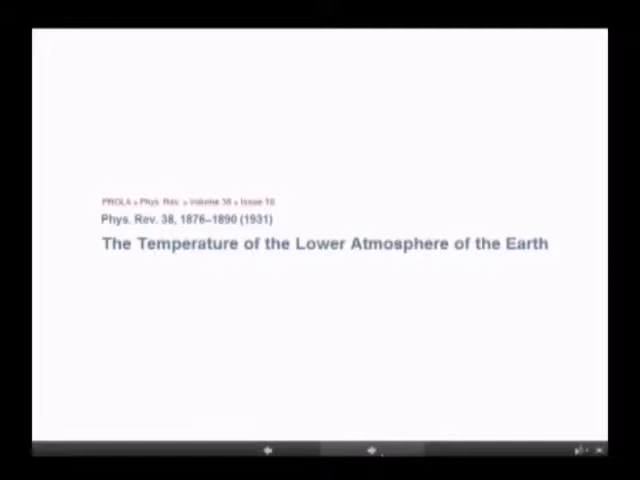 PROLA » Phys. Rev. » Volume 38 » Issue 10
Phys. Rev. 38, 1876–1890 (1931)
The Temperature of the Lower Atmosphere of the Earth